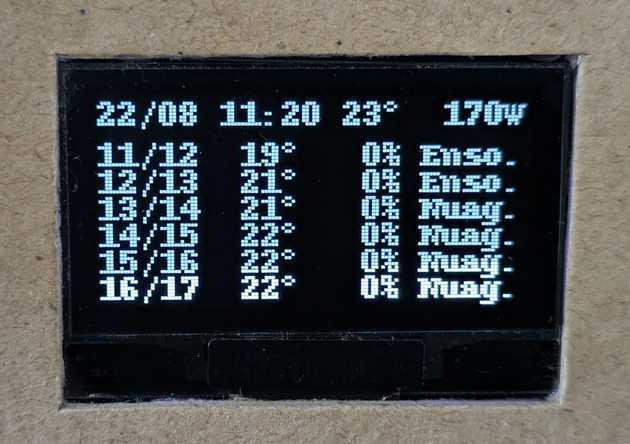 22/08 11:20 23° 170W
11/12 19° 0% Enso.
12/13 21° 0% Enso.
13/14 21° 0% Nuag.
14/15 22° 0% Nuag.
15/16 22° 0% Nuag.
16/17 22° 0% Nuag.